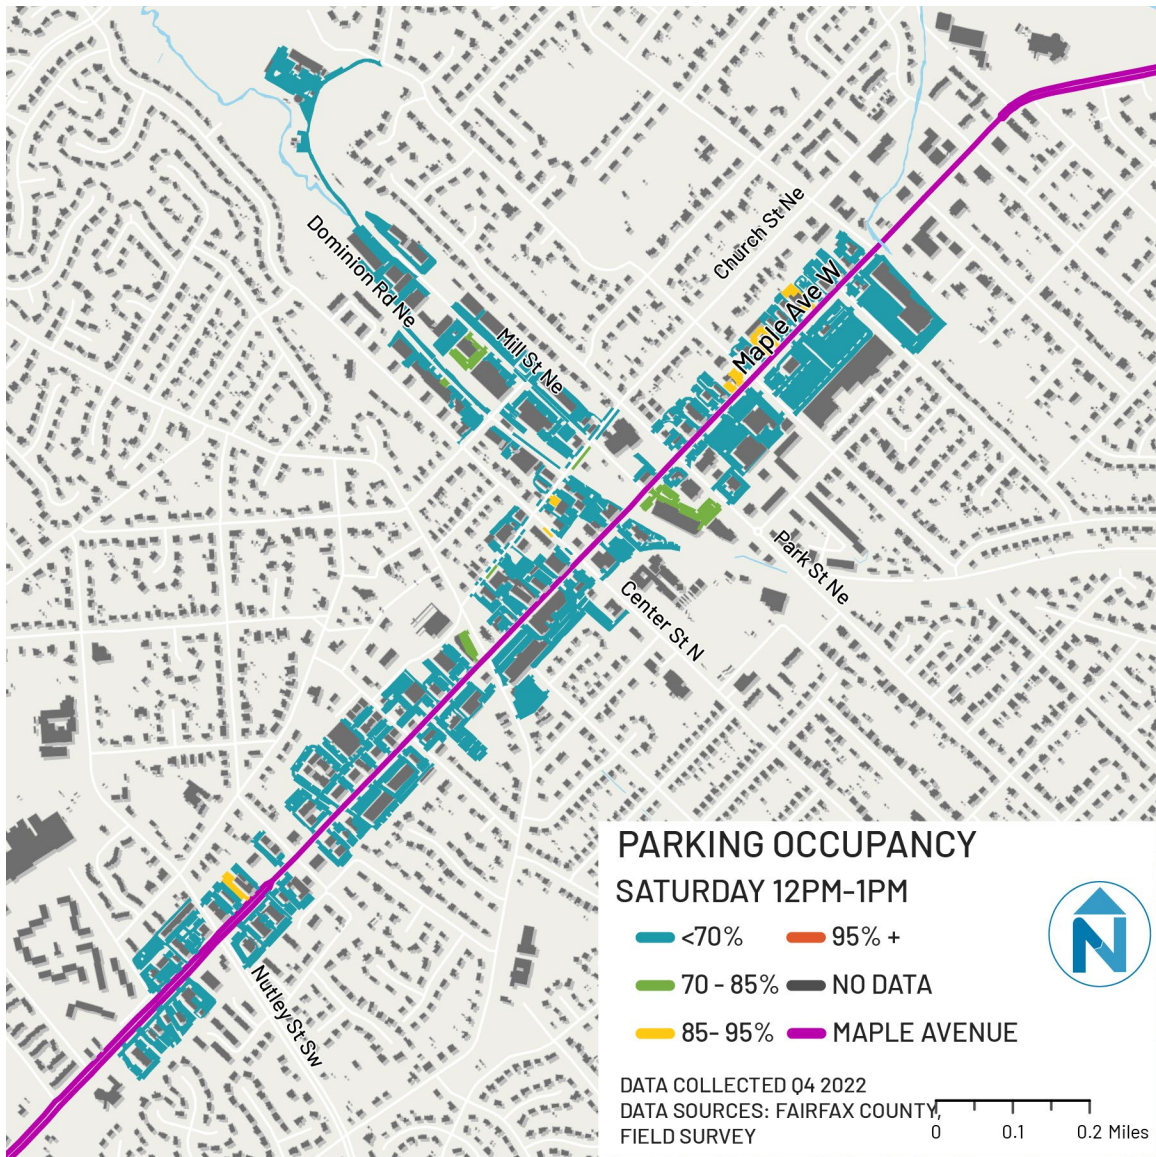 Church St Ne
Dominion Rd Ne
Maple Ave W
Mill St Ne
Park St Ne
Center St N
Nutley St Sw
PARKING OCCUPANCY
SATURDAY 12PM-1PM
<70%
95% +
70 - 85%
NO DATA
85- 95%
MAPLE AVENUE
N
DATA COLLECTED Q4 2022
DATA SOURCES: FAIRFAX COUNTY,
FIELD SURVEY
0 0.1 0.2 Miles